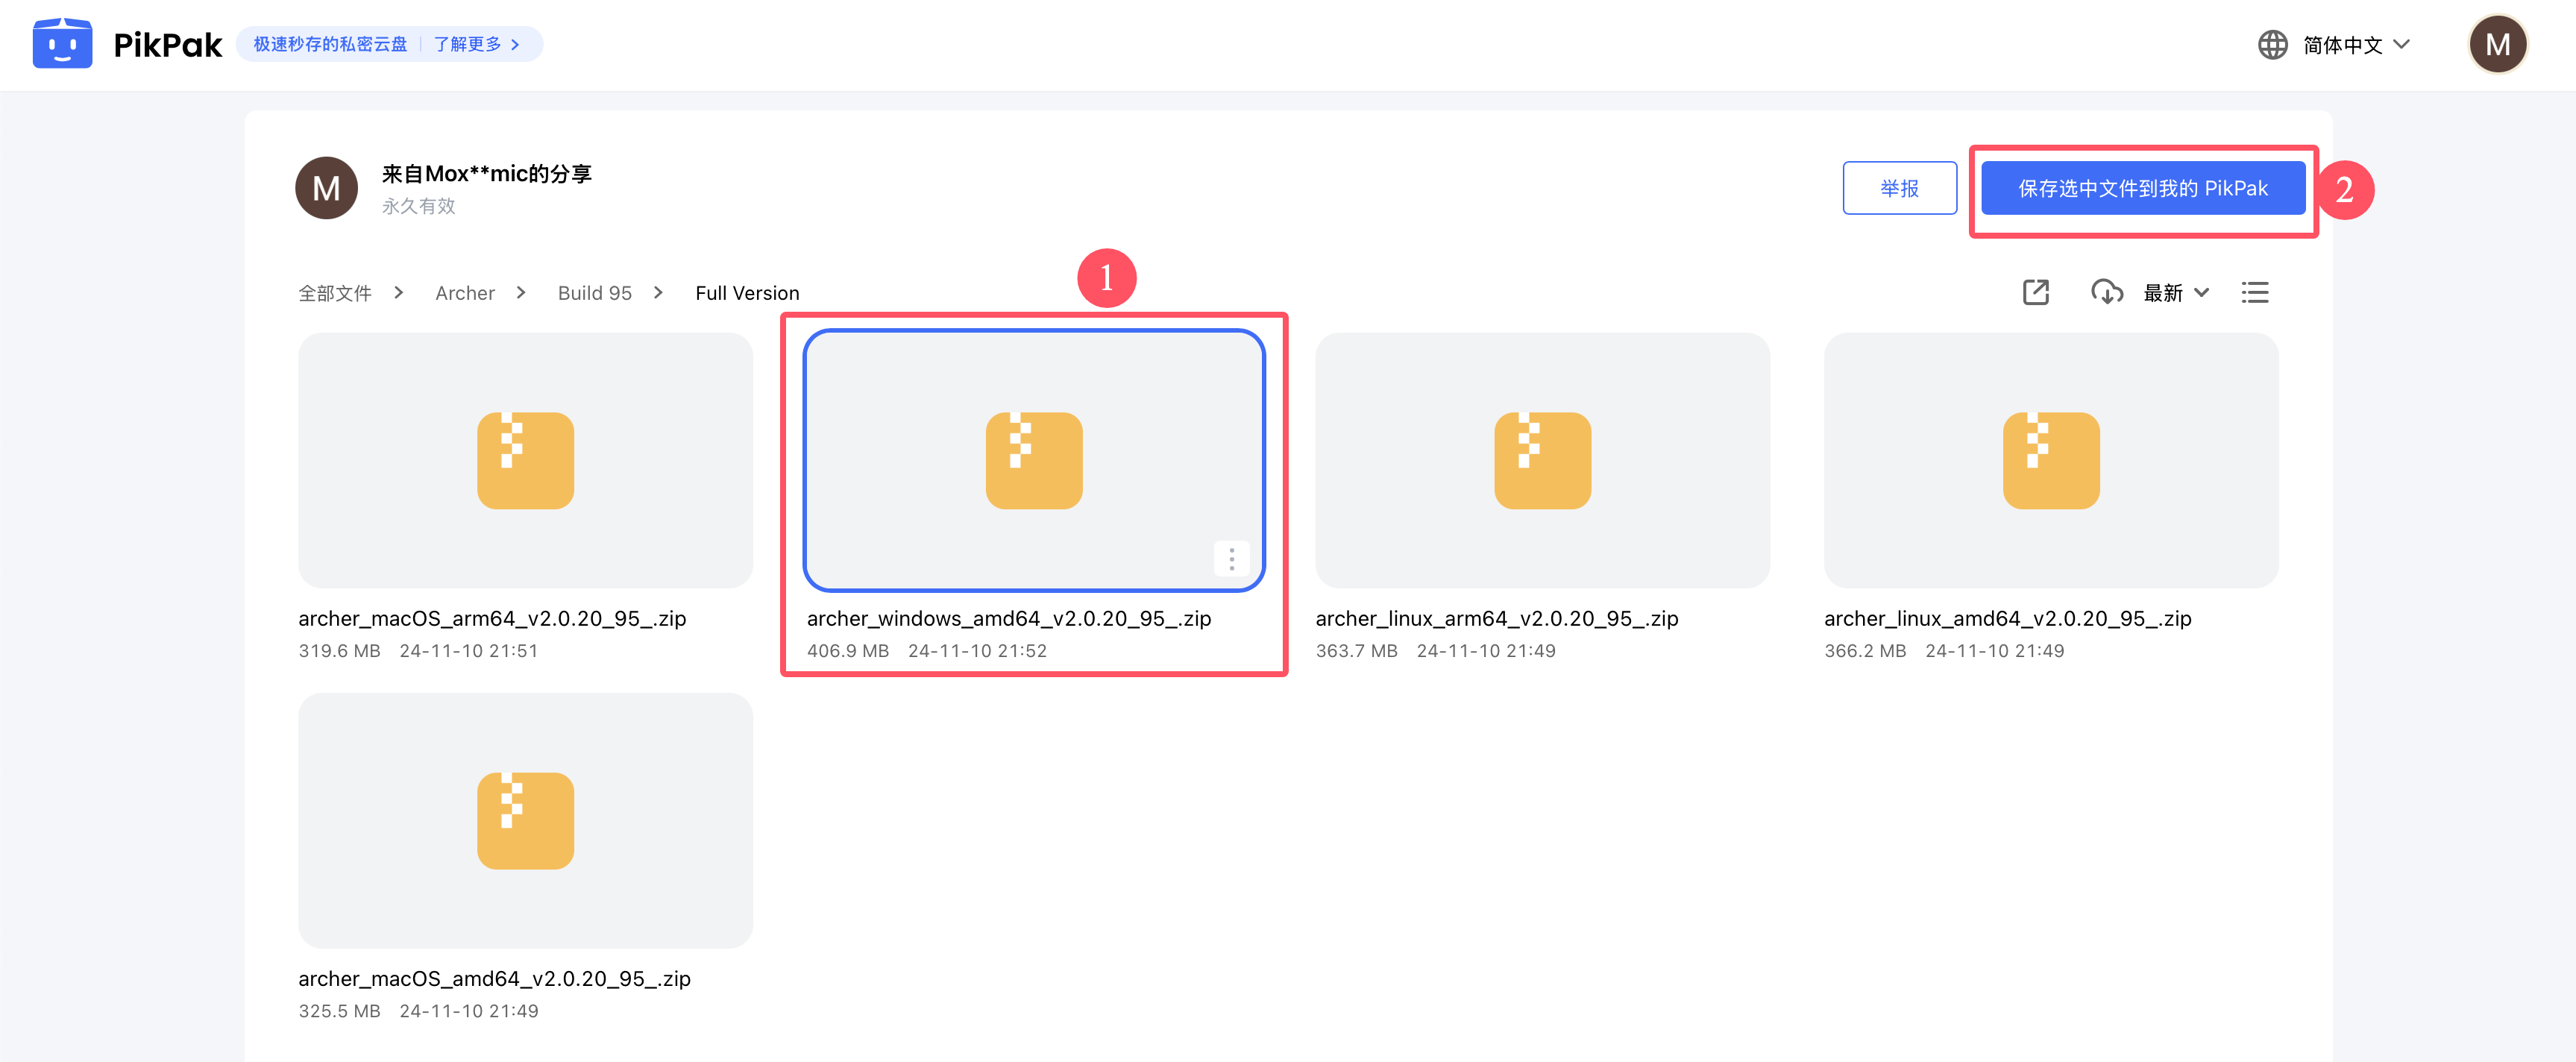 PikPak 极速秒存的私密云盘 | 了解更多 >
简体中文
M
M
来自Mox**mic的分享
永久有效
举报
保存选中文件到我的 PikPak
2
1
全部文件 > Archer > Build 95 > Full Version
最新
archer_macOS_arm64_v2.0.20_95_.zip
319.6 MB 24-11-10 21:51
archer_windows_amd64_v2.0.20_95_.zip
406.9 MB 24-11-10 21:52
archer_linux_arm64_v2.0.20_95_.zip
363.7 MB 24-11-10 21:49
archer_linux_amd64_v2.0.20_95_.zip
366.2 MB 24-11-10 21:49
archer_macOS_amd64_v2.0.20_95_.zip
325.5 MB 24-11-10 21:49